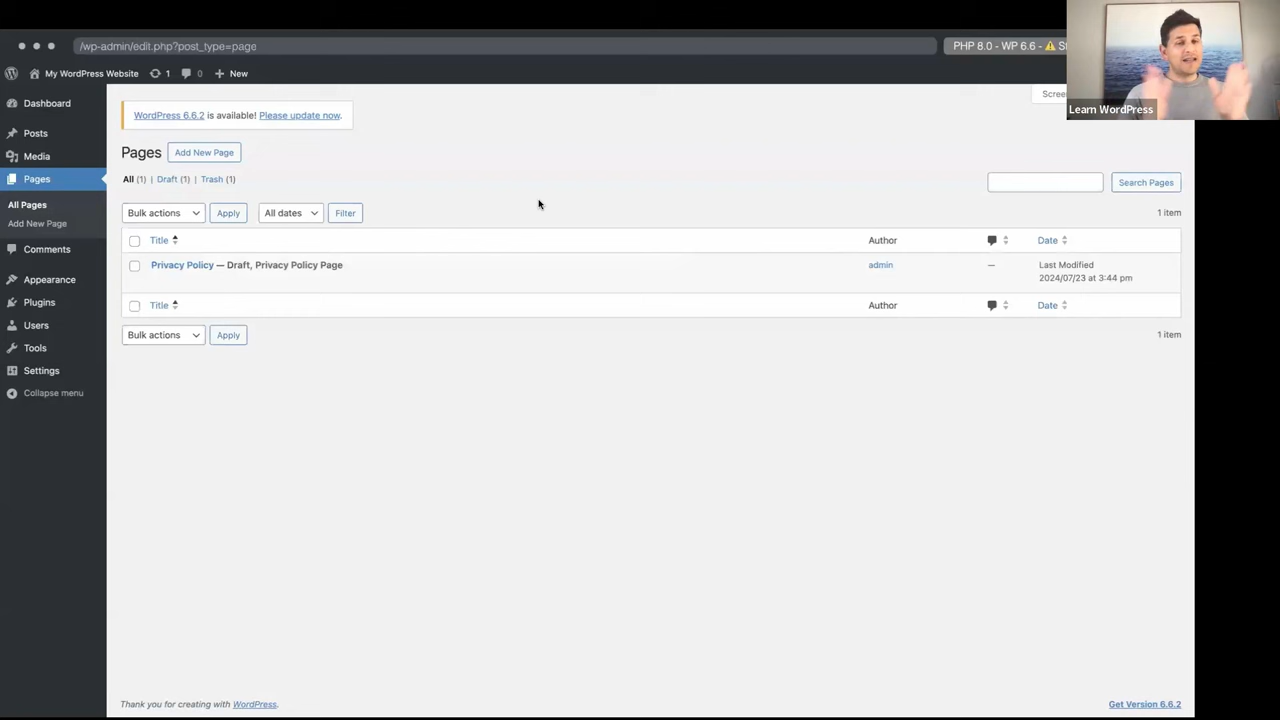 /wp-admin/edit.php?post_type=page
PHP 8.0 - WP 6.6 -
My WordPress Website
1
0
New
Learn WordPress
Dashboard
Posts
Media
Pages
All Pages
Add New Page
Comments
Appearance
Plugins
Users
Tools
Settings
Collapse menu
WordPress 6.6.2 is available! Please update now.
Pages
Add New Page
All (1) | Draft (1) | Trash (1)
Search Pages
Bulk actions
Apply
All dates
Filter
1 item
Title
Author
Date
Privacy Policy — Draft, Privacy Policy Page
admin
—
Last Modified
2024/07/23 at 3:44 pm
Title
Author
Date
Bulk actions
Apply
1 item
Thank you for creating with WordPress.
Get Version 6.6.2